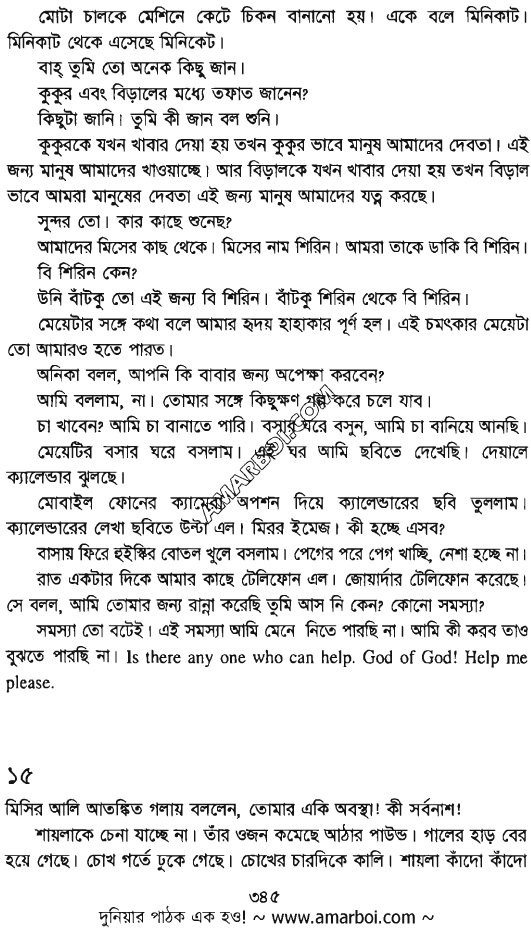 মোটা চালকে মেশিনে কেটে চিকন বানানো হয়। একে বলে মিনিকাট।
মিনিকাট থেকে এসেছে মিনিকেট।
বাহ্ তুমি তো অনেক কিছু জান।
কুকুর এবং বিড়ালের মধ্যে তফাত জানেন?
কিছুটা জানি। তুমি কী জান বল শুনি।
কুকুরকে যখন খাবার দেয়া হয় তখন কুকুর ভাবে মানুষ আমাদের দেবতা। এই
জন্য মানুষ আমাদের খাওয়াচ্ছে। আর বিড়ালকে যখন খাবার দেয়া হয় তখন বিড়াল
ভাবে আমরা মানুষের দেবতা এই জন্য মানুষ আমাদের যত্ন করছে।
সুন্দর তো। কার কাছে শুনেছ?
আমাদের মিসের কাছ থেকে। মিসের নাম শিরিন। আমরা তাকে ডাকি বি শিরিন।
বি শিরিন কেন?
উনি বাঁটকু তো এই জন্য বি শিরিন। বাঁটকু শিরিন থেকে বি শিরিন।
মেয়েটার সঙ্গে কথা বলে আমার হৃদয় হাহাকার পূর্ণ হল। এই চমৎকার মেয়েটা
তো আমারও হতে পারত।
অনিকা বলল, আপনি কি বাবার জন্য অপেক্ষা করবেন?
আমি বললাম, না। তোমার সঙ্গে কিছুক্ষণ গল্প করে চলে যাব।
চা খাবেন? আমি চা বানাতে পারি। বসার ঘরে বসুন, আমি চা বানিয়ে আনছি।
মেয়েটির বসার ঘরে বসলাম। এই ঘর আমি ছবিতে দেখেছি। দেয়ালে
ক্যালেন্ডার ঝুলছে।
মোবাইল ফোনের ক্যামেরা অপশন দিয়ে ক্যালেন্ডারের ছবি তুললাম।
ক্যালেন্ডারের লেখা ছবিতে উল্টা এল। মিরর ইমেজ। কী হচ্ছে এসব?
বাসায় ফিরে হুইস্কির বোতল খুলে বসলাম। পেগের পরে পেগ খাচ্ছি, নেশা হচ্ছে না।
রাত একটার দিকে আমার কাছে টেলিফোন এল। জোয়ার্দার টেলিফোন করেছে।
সে বলল, আমি তোমার জন্য রান্না করেছি তুমি আস নি কেন? কোনো সমস্যা?
সমস্যা তো বটেই। এই সমস্যা আমি মেনে নিতে পারছি না। আমি কী করব তাও
বুঝতে পারছি না। Is there any one who can help. God of God! Help me
please.
১৫
মিসির আলি আতঙ্কিত গলায় বললেন, তোমার একি অবস্থা! কী সর্বনাশ!
শায়লাকে চেনা যাচ্ছে না। তাঁর ওজন কমেছে আঠার পাউন্ড। গালের হাড় বের
হয়ে গেছে। চোখ গর্তে ঢুকে গেছে। চোখের চারদিকে কালি। শায়লা কাঁদো কাঁদো
৩৪৫
দুনিয়ার পাঠক এক হও! ~ www.amarboi.com ~
AMARBOI.COM